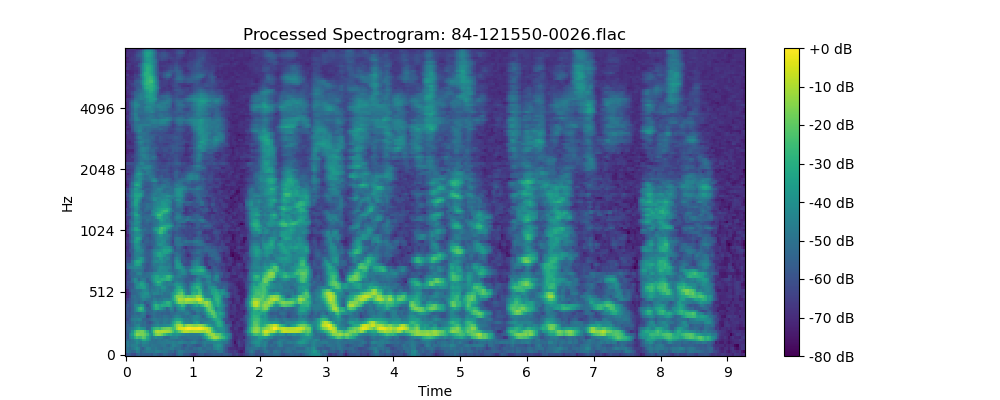 Processed Spectrogram: 84-121550-0026.flac
Hz
4096
2048
1024
512
0
0 1 2 3 4 5 6 7 8 9
Time
+0 dB
-10 dB
-20 dB
-30 dB
-40 dB
-50 dB
-60 dB
-70 dB
-80 dB